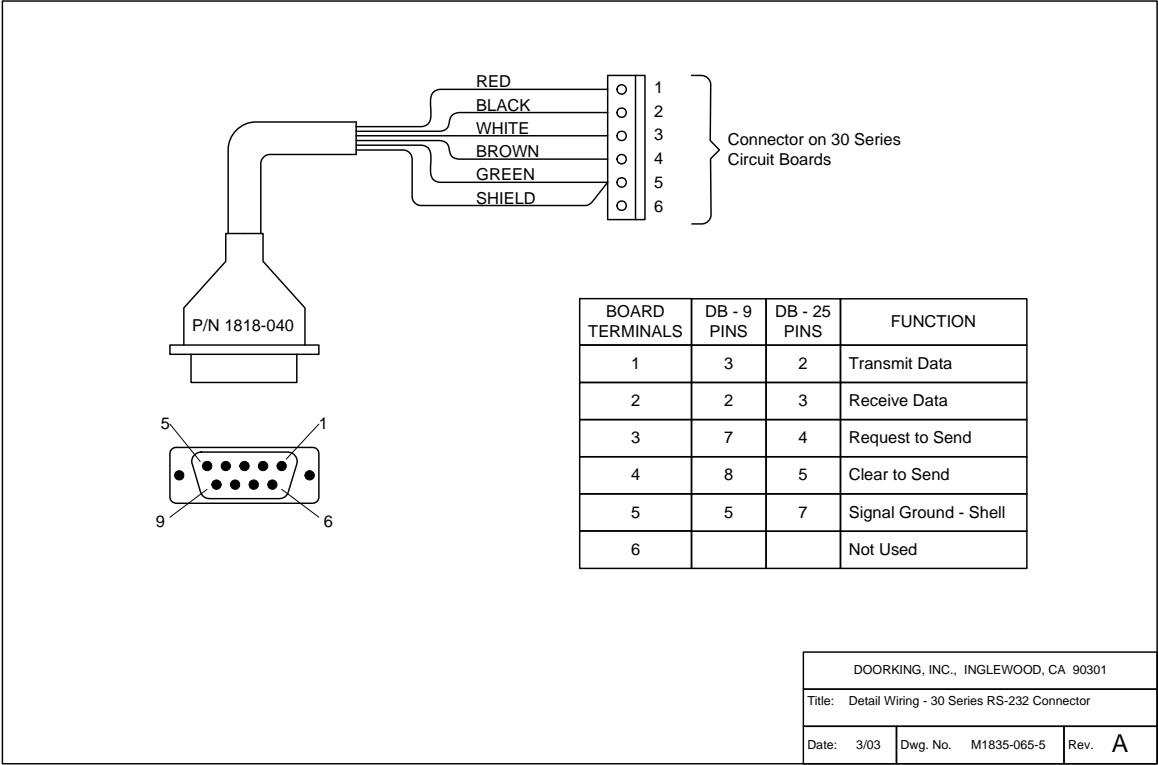 RED
1
BLACK
2
WHITE
3
BROWN
4
GREEN
5
SHIELD
6
Connector on 30 Series
Circuit Boards
P/N 1818-040
5
1
9
6
BOARD TERMINALS DB - 9 PINS DB - 25 PINS FUNCTION
1 3 2 Transmit Data
2 2 3 Receive Data
3 7 4 Request to Send
4 8 5 Clear to Send
5 5 7 Signal Ground - Shell
6 Not Used
DOORKING, INC., INGLEWOOD, CA 90301
Title: Detail Wiring - 30 Series RS-232 Connector
Date: 3/03 Dwg. No. M1835-065-5 Rev. A